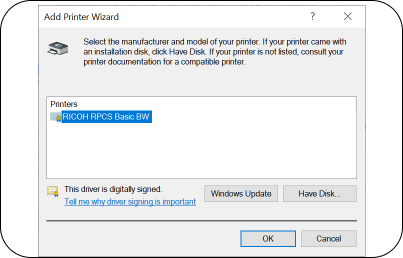 Add Printer Wizard
Select the manufacturer and model of your printer. If your printer came with
an installation disk, click Have Disk. If your printer is not listed, consult your
printer documentation for a compatible printer.
Printers
RICOH RPCS Basic BW
This driver is digitally signed.
Tell me why driver signing is important
Windows Update
Have Disk...
OK
Cancel